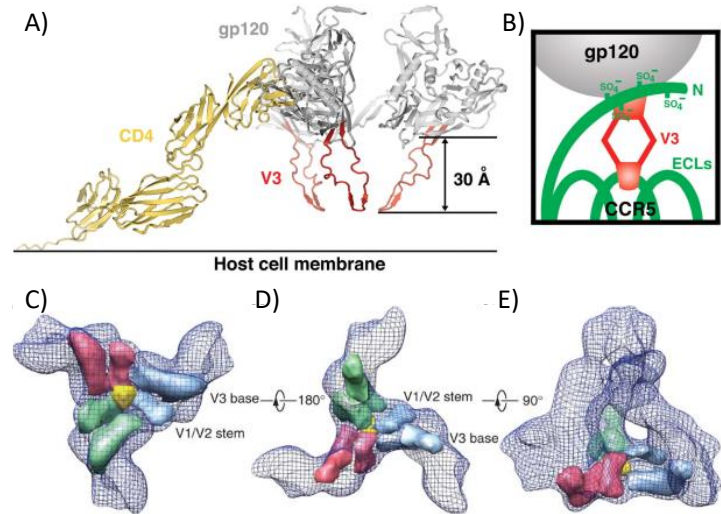 A)
gp120
CD4
V3
30 Å
Host cell membrane
B)
gp120
SO₄⁻
SO₄⁻
SO₄⁻
N
V3
ECLs
CCR5
C)
D)
E)
V3 base
180°
V1/V2 stem
90°
V1/V2 stem
V3 base